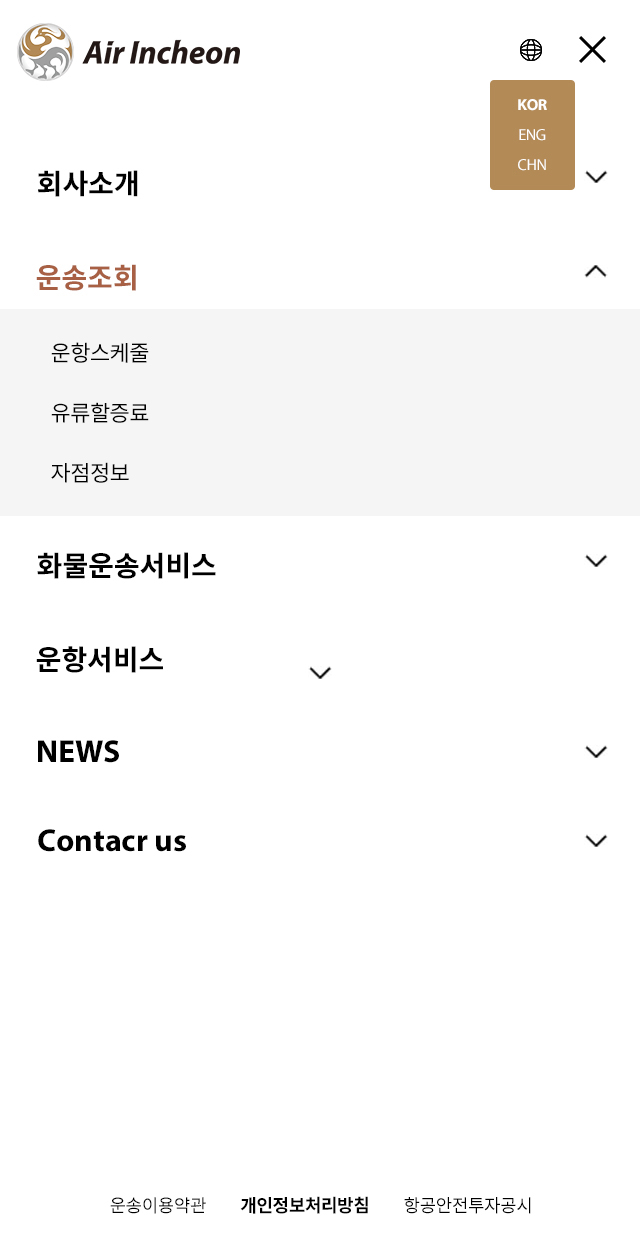 Air Incheon
KOR
ENG
CHN
회사소개
운송조회
운항스케줄
유류할증료
자점정보
화물운송서비스
운항서비스
NEWS
Contacr us
운송이용약관 개인정보처리방침 항공안전투자공시